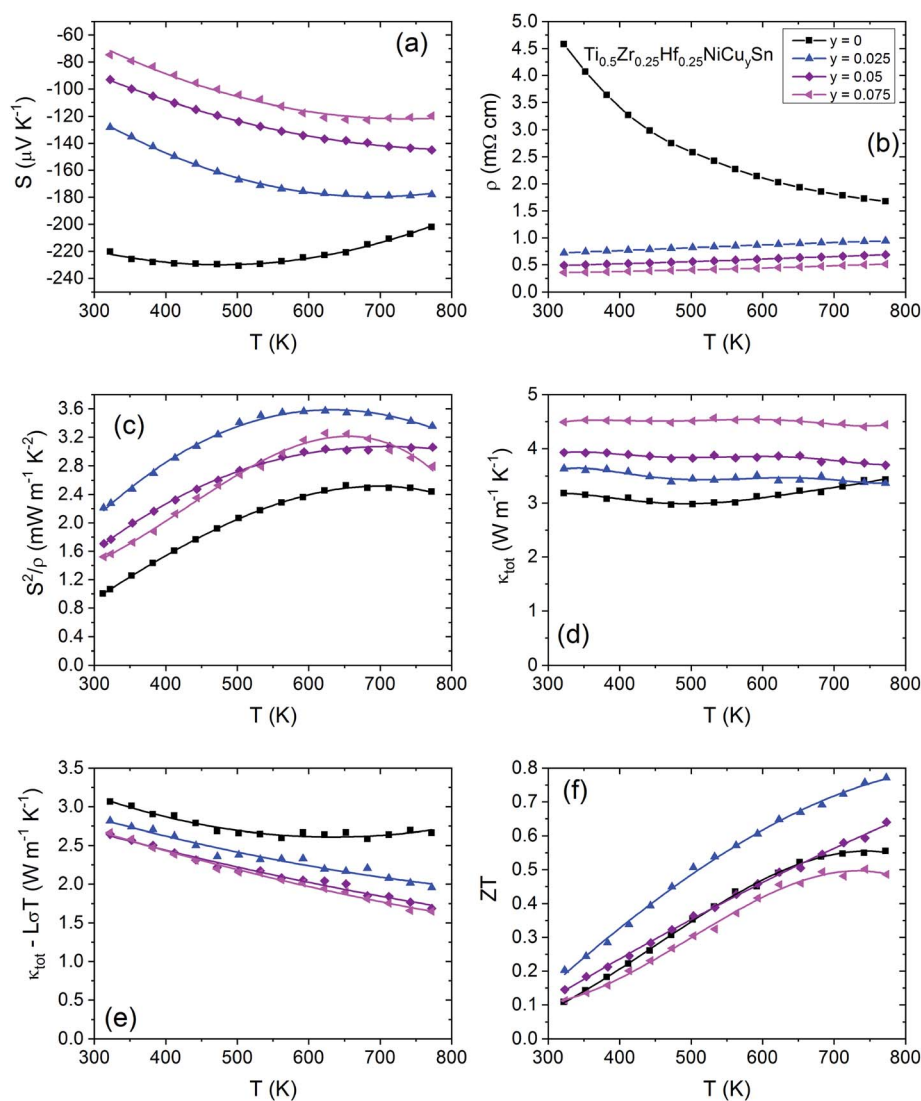 -60
-80
-100
-120
-140
-160
-180
-200
-220
-240
S (μV K⁻¹)
(a)
300 400 500 600 700 800
T (K)
5.0
4.5
4.0
3.5
3.0
2.5
2.0
1.5
1.0
0.5
0.0
ρ (mΩ cm)
Ti₀.₅Zr₀.₂₅Hf₀.₂₅NiCuᵧSn
y = 0
y = 0.025
y = 0.05
y = 0.075
(b)
300 400 500 600 700 800
T (K)
3.6
3.2
2.8
2.4
2.0
1.6
1.2
0.8
0.4
0.0
S²/ρ (mW m⁻¹ K⁻²)
(c)
300 400 500 600 700 800
T (K)
5
4
3
2
1
0
κtot (W m⁻¹ K⁻¹)
(d)
300 400 500 600 700 800
T (K)
3.5
3.0
2.5
2.0
1.5
1.0
0.5
0.0
κtot - LσT (W m⁻¹ K⁻¹)
(e)
300 400 500 600 700 800
T (K)
0.8
0.7
0.6
0.5
0.4
0.3
0.2
0.1
0.0
ZT
(f)
300 400 500 600 700 800
T (K)